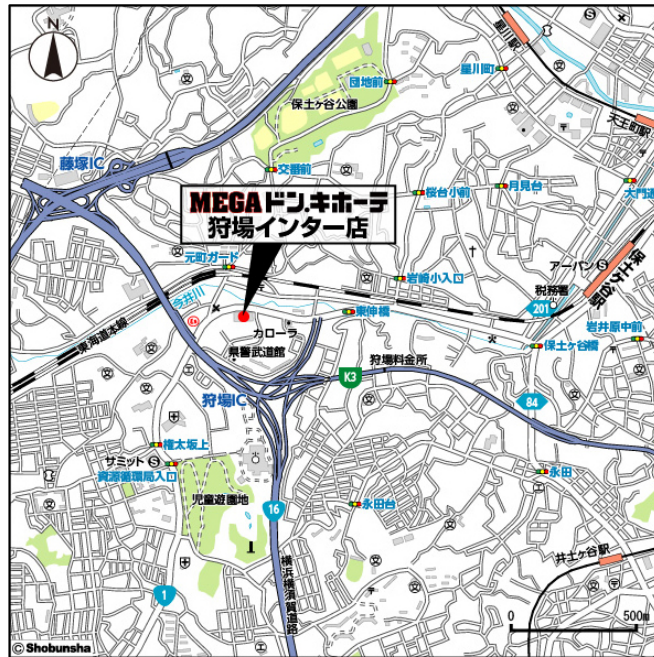 N
星川駅
団地前
星川町
保土ヶ谷公園
天王町駅
藤塚IC
交番前
桜台小前
月見台
大門通
MEGAドン.キホーテ
狩場インター店
元町ガード
アーバン
S
保土ヶ谷駅
岩崎小入口
税務署
今井川
201
東海道本線
東伸橋
カローラ
岩井原中前
保土ヶ谷橋
県警武道館
狩場料金所
K3
狩場IC
84
権太坂上
サミット
S
資源循環局入口
永田
児童遊園地
永田台
16
井土ヶ谷駅
横浜横須賀道路
1
0
500m
© Shobunsha